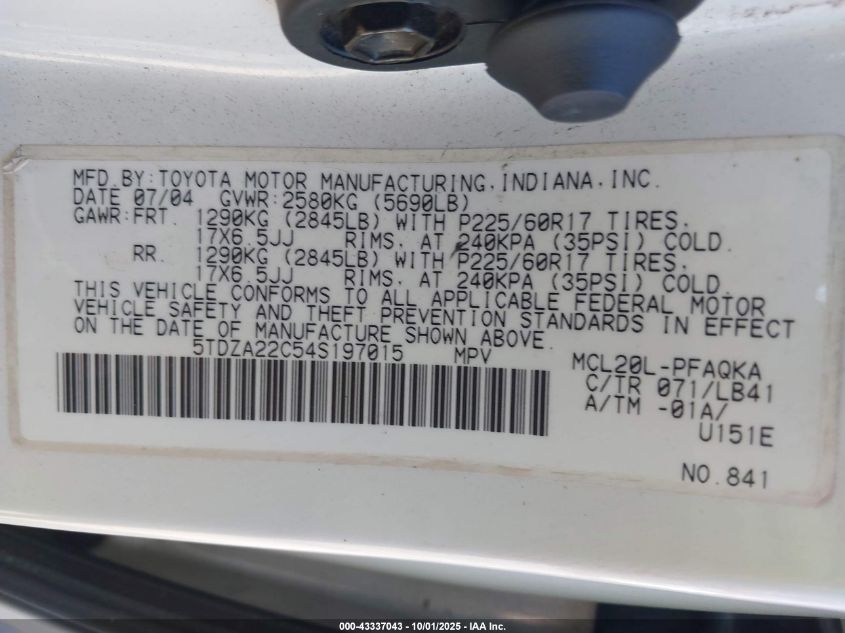 MFD.BY:TOYOTA MOTOR MANUFACTURING,INDIANA,INC.
DATE 07/04 GVWR:2580KG (5690LB)
GAWR:FRT. 1290KG (2845LB) WITH P225/60R17 TIRES.
17X6.5JJ RIMS. AT 240KPA (35PSI) COLD.
RR. 1290KG (2845LB) WITH P225/60R17 TIRES.
17X6.5JJ RIMS. AT 240KPA (35PSI) COLD.
THIS VEHICLE CONFORMS TO ALL APPLICABLE FEDERAL MOTOR
VEHICLE SAFETY AND THEFT PREVENTION STANDARDS IN EFFECT
ON THE DATE OF MANUFACTURE SHOWN ABOVE.
5TDZA22C54S197015 MPV
MCL20L-PFAQKA
C/TR 071/LB41
A/TM -01A/
U151E
NO.841
000-43337043 - 10/01/2025 - IAA Inc.